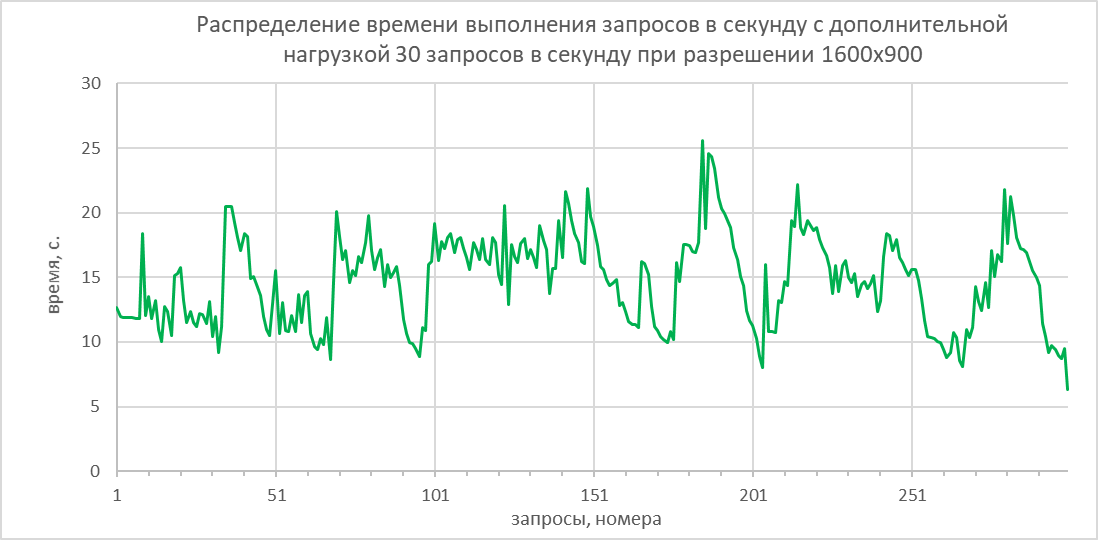 Распределение времени выполнения запросов в секунду с дополнительной
нагрузкой 30 запросов в секунду при разрешении 1600x900
30
25
20
15
10
5
0
время, с.
1 51 101 151 201 251
запросы, номера